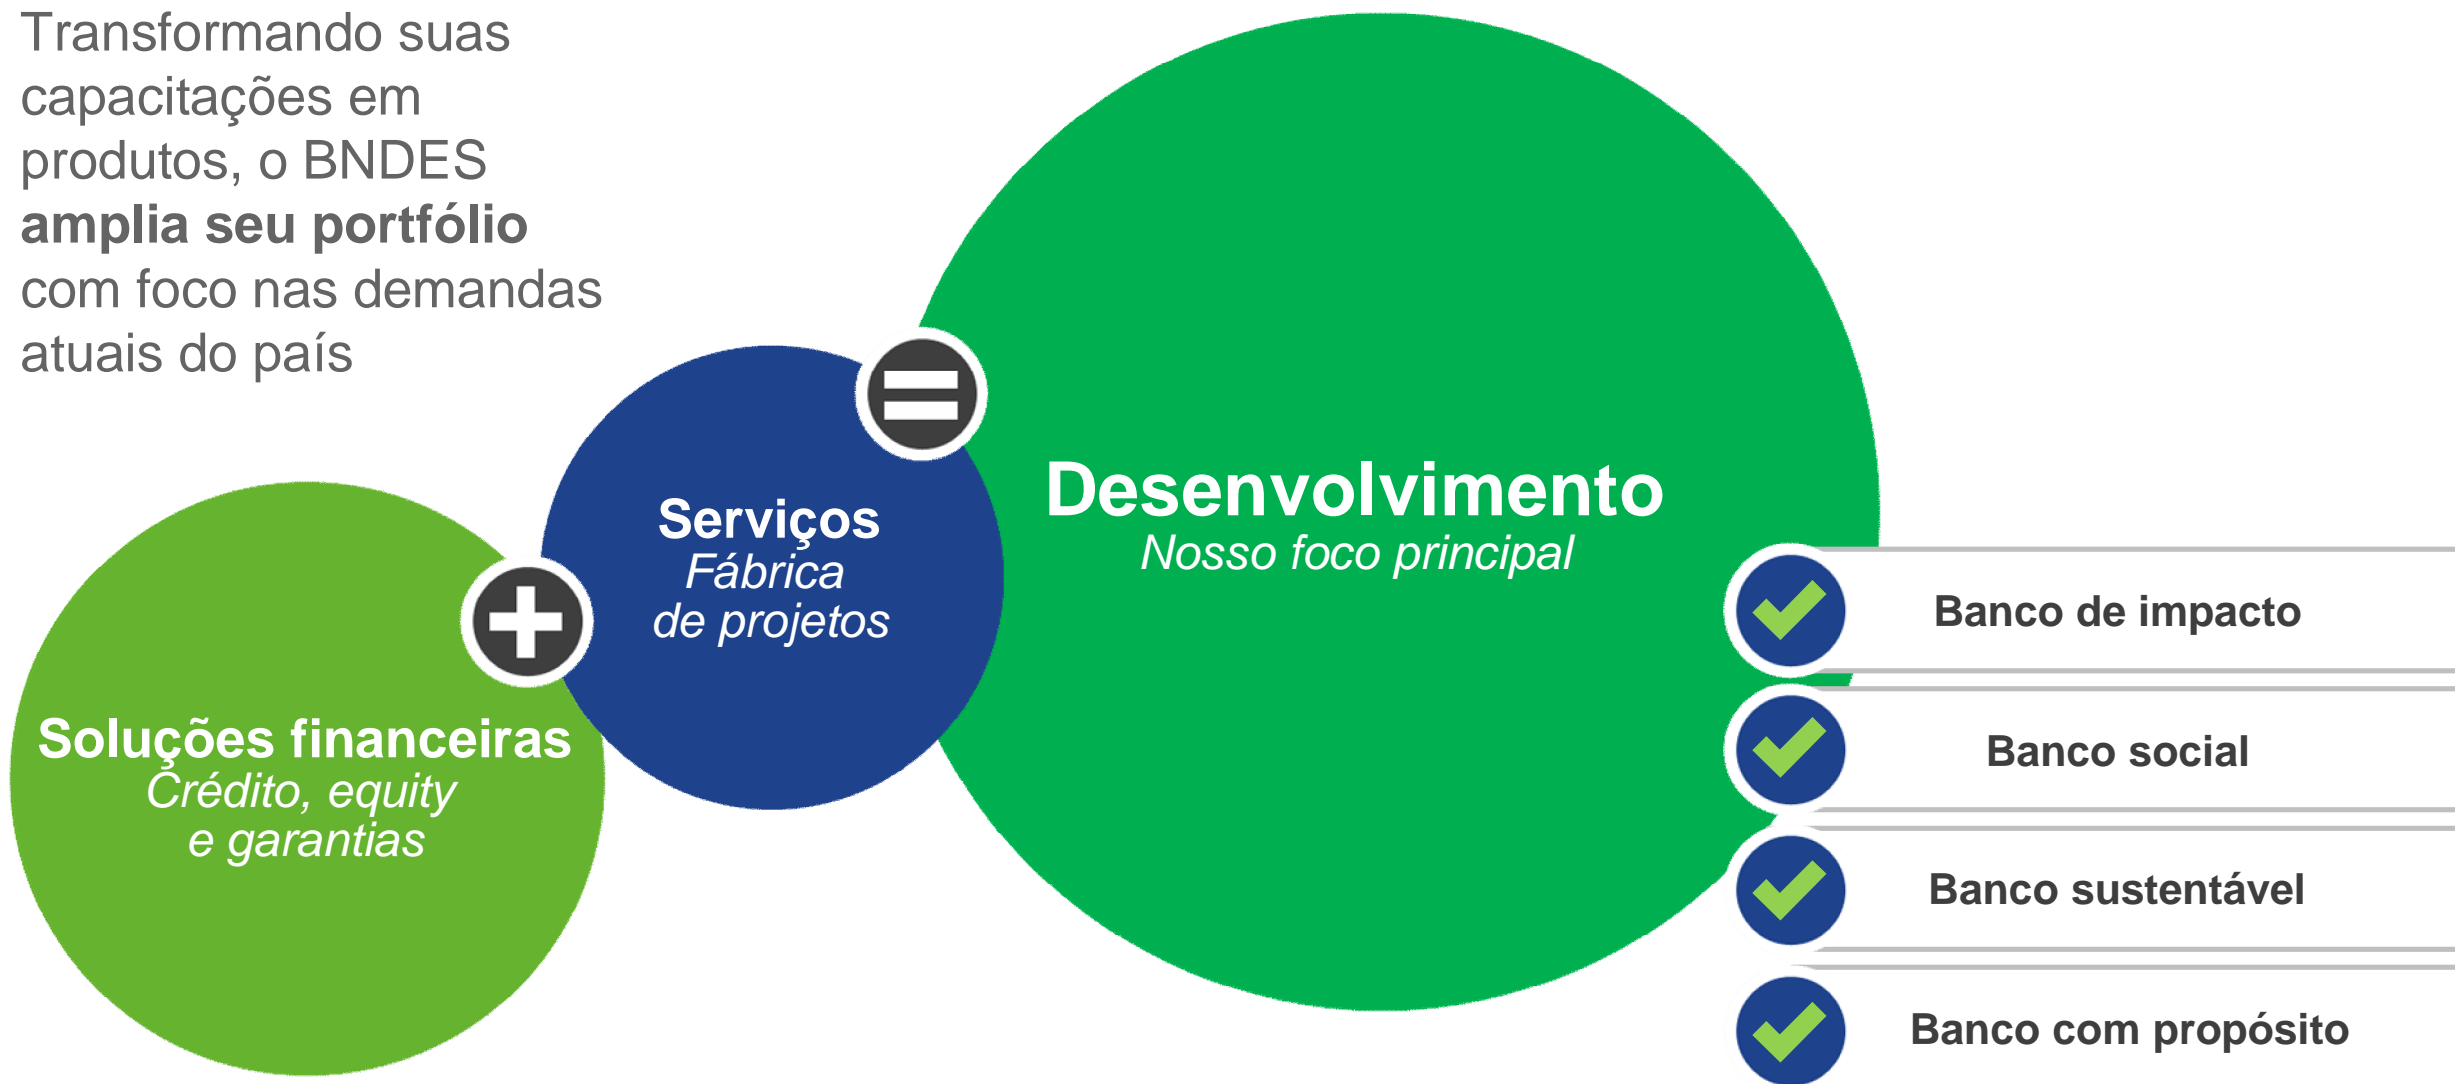 Transformando suas
capacitações em
produtos, o BNDES
amplia seu portfólio
com foco nas demandas
atuais do país
Soluções financeiras
Crédito, equity
e garantias
Serviços
Fábrica
de projetos
Desenvolvimento
Nosso foco principal
Banco de impacto
Banco social
Banco sustentável
Banco com propósito